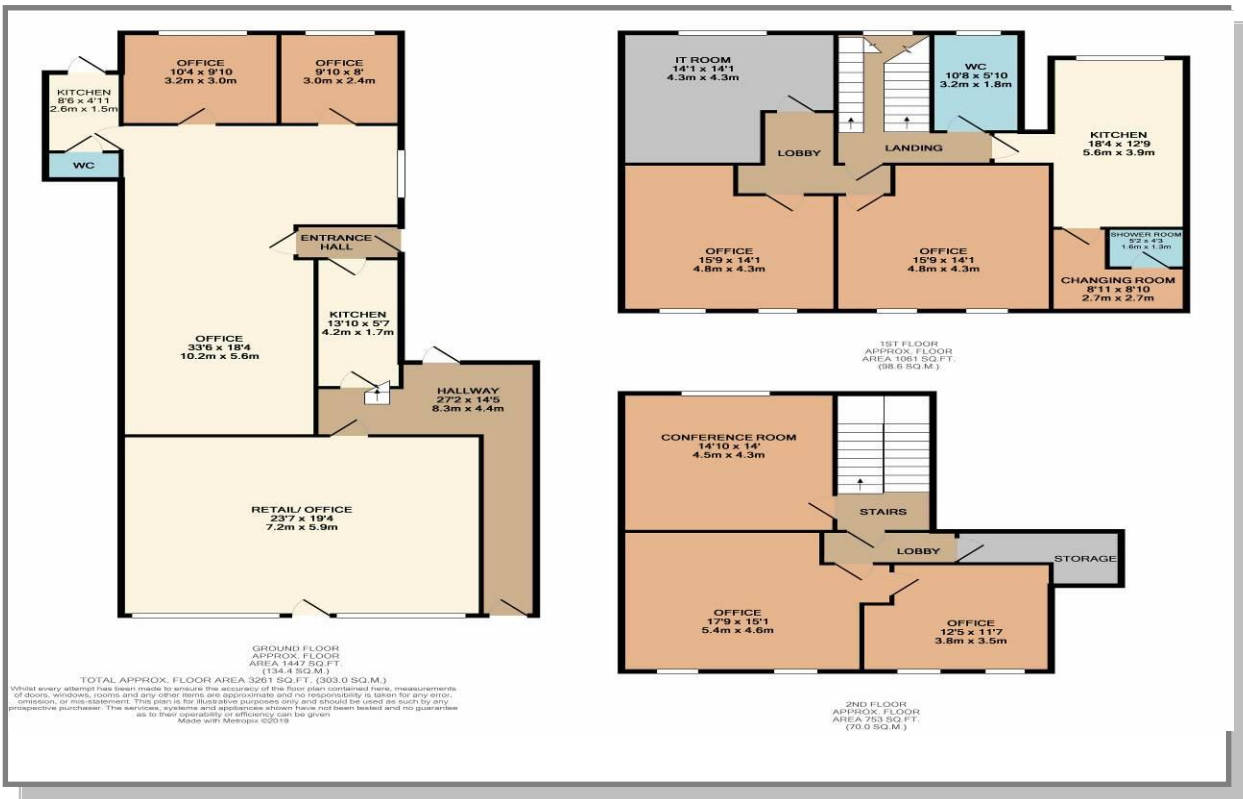 OFFICE
10'4 x 9'10
3.2m x 3.0m
OFFICE
9'10 x 8'
3.0m x 2.4m
KITCHEN
8'6 x 4'11
2.6m x 1.5m
WC
ENTRANCE
HALL
KITCHEN
13'10 x 5'7
4.2m x 1.7m
OFFICE
33'6 x 18'4
10.2m x 5.6m
HALLWAY
27'2 x 14'5
8.3m x 4.4m
RETAIL/ OFFICE
23'7 x 19'4
7.2m x 5.9m
GROUND FLOOR
APPROX. FLOOR
AREA 1447 SQ.FT.
(134.4 SQ.M.)
IT ROOM
14'1 x 14'1
4.3m x 4.3m
WC
10'8 x 5'10
3.2m x 1.8m
LOBBY
LANDING
KITCHEN
18'4 x 12'9
5.6m x 3.9m
OFFICE
15'9 x 14'1
4.8m x 4.3m
OFFICE
15'9 x 14'1
4.8m x 4.3m
SHOWER ROOM
5'2 x 4'3
1.6m x 1.3m
CHANGING ROOM
8'11 x 8'10
2.7m x 2.7m
1ST FLOOR
APPROX. FLOOR
AREA 1061 SQ.FT.
(98.6 SQ.M.)
CONFERENCE ROOM
14'10 x 14'
4.5m x 4.3m
STAIRS
LOBBY
STORAGE
OFFICE
17'9 x 15'1
5.4m x 4.6m
OFFICE
12'5 x 11'7
3.8m x 3.5m
2ND FLOOR
APPROX. FLOOR
AREA 753 SQ.FT.
(70.0 SQ.M.)
TOTAL APPROX. FLOOR AREA 3261 SQ.FT. (303.0 SQ.M.)
Whilst every attempt has been made to ensure the accuracy of the floor plan contained here, measurements
of doors, windows, rooms and any other items are approximate and no responsibility is taken for any error,
omission, or mis-statement. This plan is for illustrative purposes only and should be used as such by any
prospective purchaser. The services, systems and appliances shown have not been tested and no guarantee
as to their operability or efficiency can be given
Made with Metropix ©2019